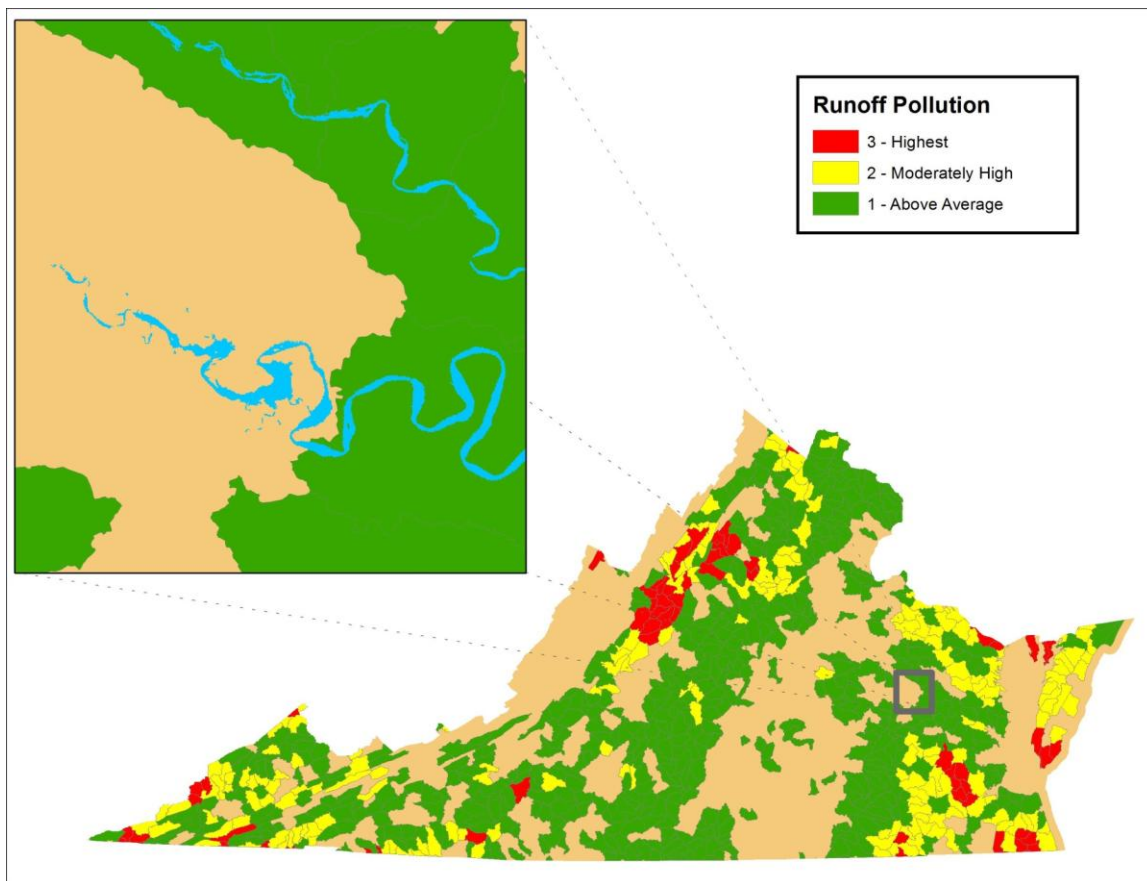 Runoff Pollution
3 - Highest
2 - Moderately High
1 - Above Average